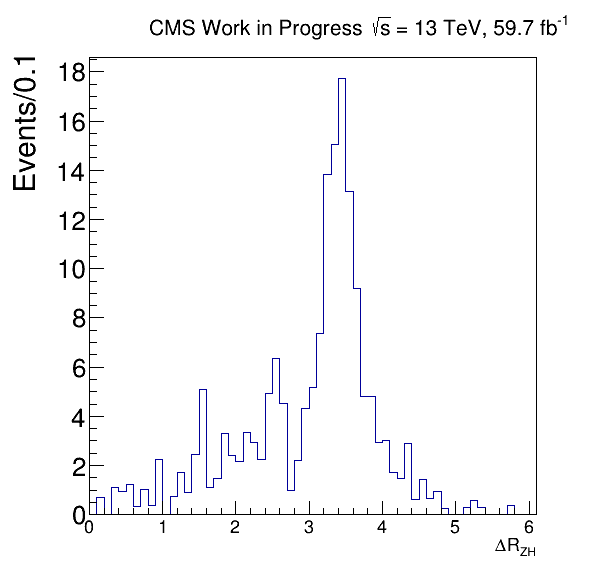 CMS Work in Progress √s = 13 TeV, 59.7 fb⁻¹
Events/0.1
18
16
14
12
10
8
6
4
2
0
0 1 2 3 4 5 6
ΔR_ZH